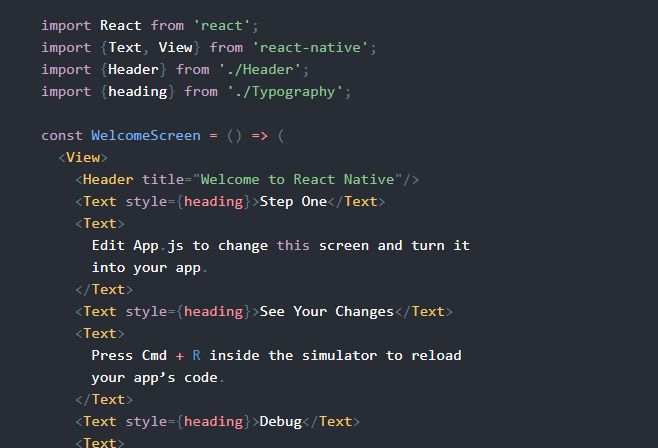 import React from 'react';
import {Text, View} from 'react-native';
import {Header} from './Header';
import {heading} from './Typography';

const WelcomeScreen = () => (
  <View>
    <Header title="Welcome to React Native"/>
    <Text style={heading}>Step One</Text>
    <Text>
      Edit App.js to change this screen and turn it
      into your app.
    </Text>
    <Text style={heading}>See Your Changes</Text>
    <Text>
      Press Cmd + R inside the simulator to reload
      your app’s code.
    </Text>
    <Text style={heading}>Debug</Text>
    <Text>